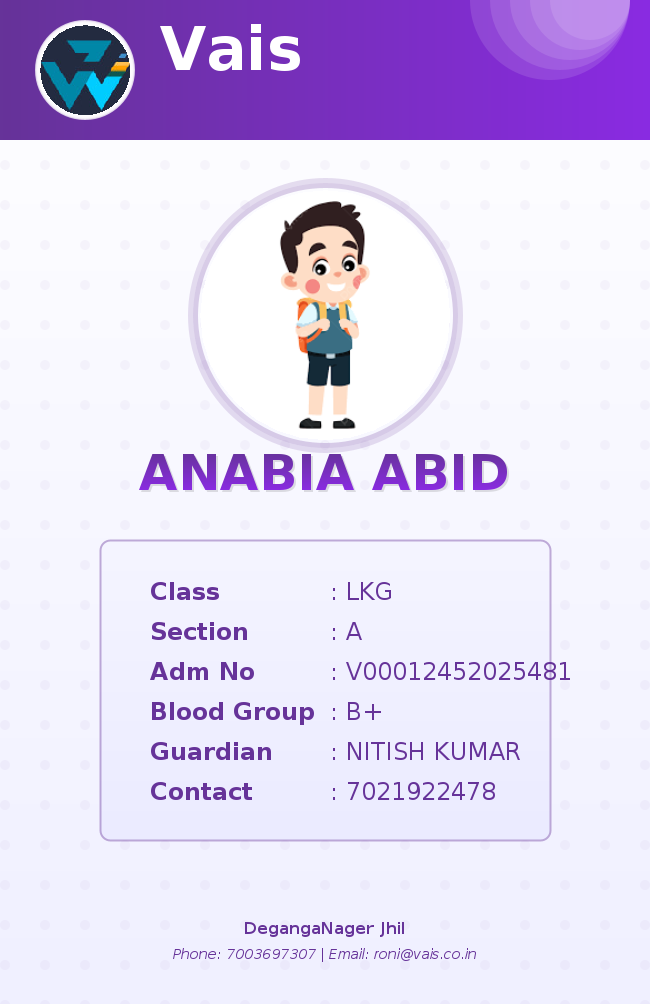 Vais
ANABIA ABID
Class : LKG
Section : A
Adm No : V00012452025481
Blood Group : B+
Guardian : NITISH KUMAR
Contact : 7021922478
DegangaNager Jhil
Phone: 7003697307 | Email: roni@vais.co.in